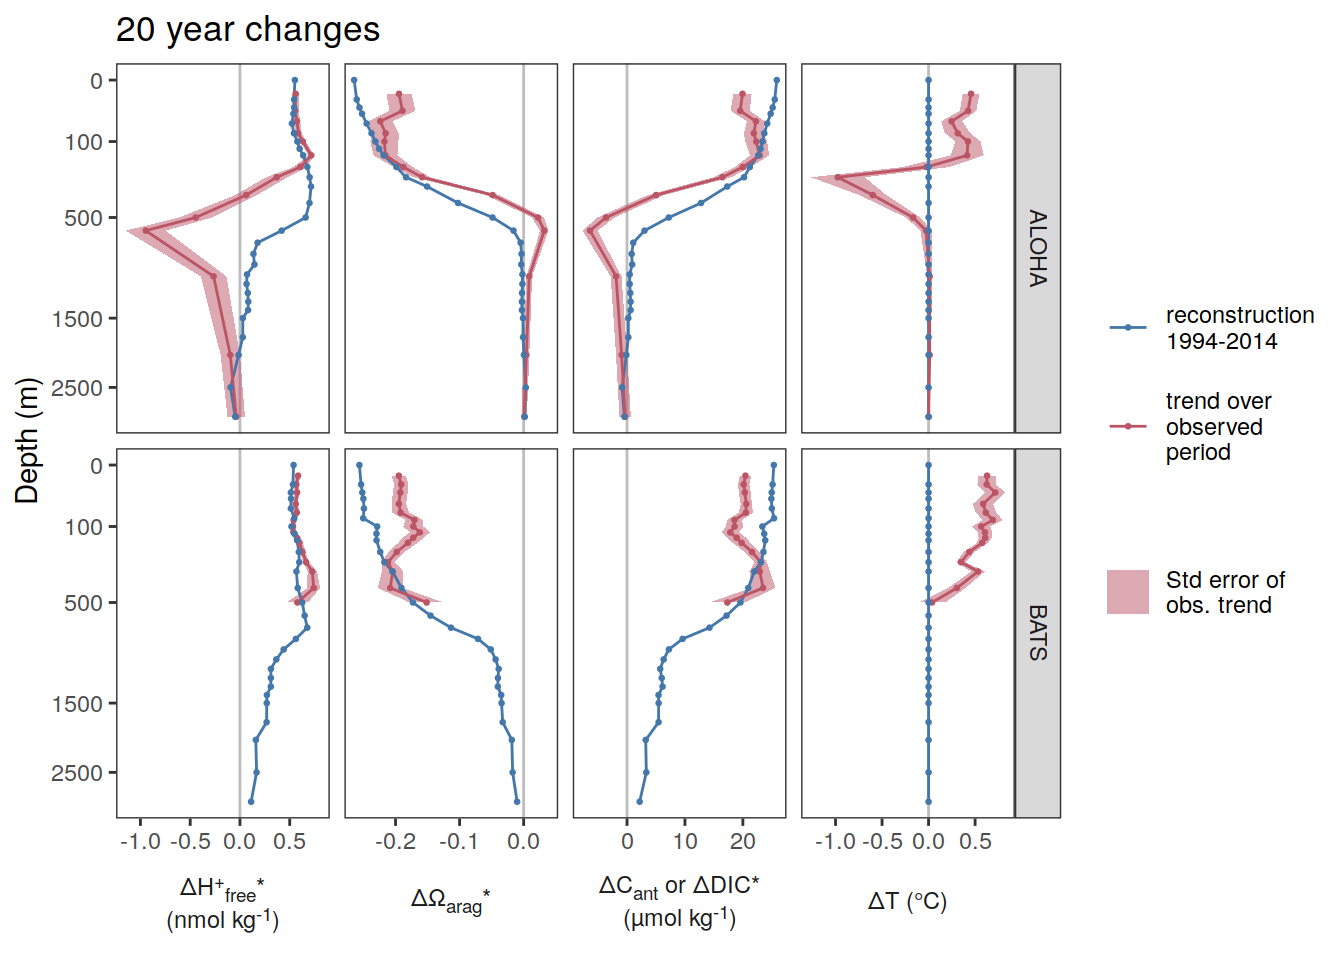 20 year changes
Depth (m)
0
100
500
1500
2500
ALOHA
0
100
500
1500
2500
BATS
-1.0 -0.5 0.0 0.5
-0.2 -0.1 0.0
0 10 20
-1.0 -0.5 0.0 0.5
ΔH⁺free*
(nmol kg⁻¹)
ΔΩarag*
ΔCant or ΔDIC*
(μmol kg⁻¹)
ΔT (°C)
reconstruction
1994-2014
trend over
observed
period
Std error of
obs. trend